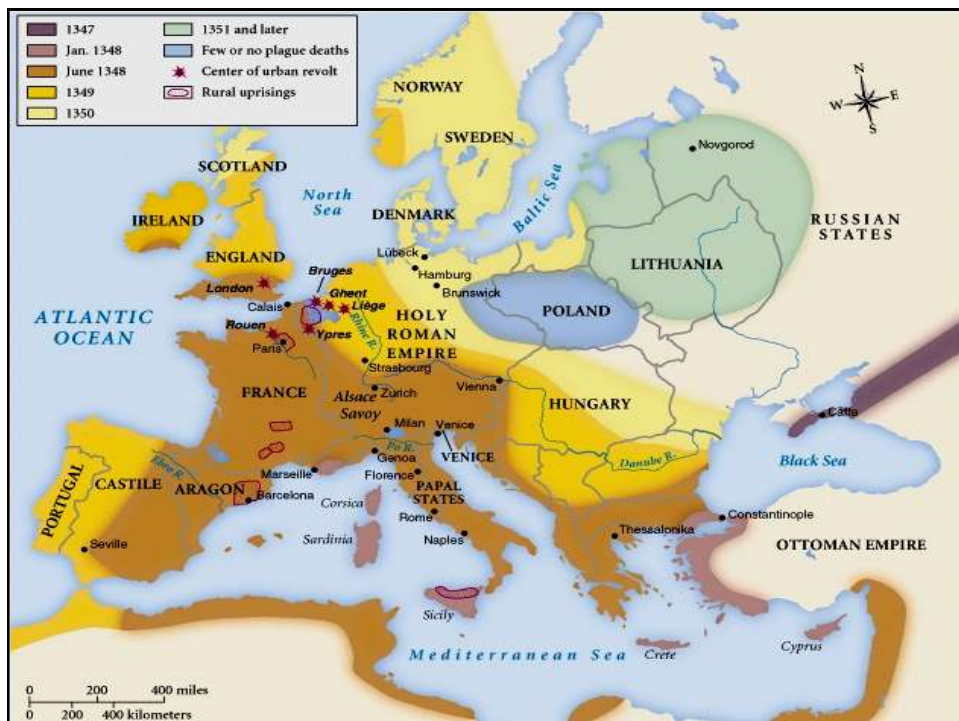 1347
Jan. 1348
June 1348
1349
1350
1351 and later
Few or no plague deaths
Center of urban revolt
Rural uprisings
N
W
E
S
NORWAY
SWEDEN
Novgorod
SCOTLAND
North
Sea
Baltic Sea
IRELAND
DENMARK
RUSSIAN
STATES
ENGLAND
Lübeck
Hamburg
Brunswick
LITHUANIA
London
Bruges
Calais
Ghent
Liège
POLAND
ATLANTIC
OCEAN
Rouen
Ypres
Rhine R.
HOLY
ROMAN
EMPIRE
Paris
Strasbourg
FRANCE
Zurich
Vienna
Alsace
Savoy
HUNGARY
Caffa
Milan
Venice
VENICE
Po R.
Genoa
Danube R.
Black Sea
PORTUGAL
CASTILE
Ebro R.
ARAGON
Marseille
Florence
PAPAL
STATES
Barcelona
Corsica
Rome
Constantinople
Seville
Sardinia
Naples
Thessalonika
OTTOMAN EMPIRE
Sicily
Mediterranean Sea
Crete
Cyprus
0 200 400 miles
0 200 400 kilometers